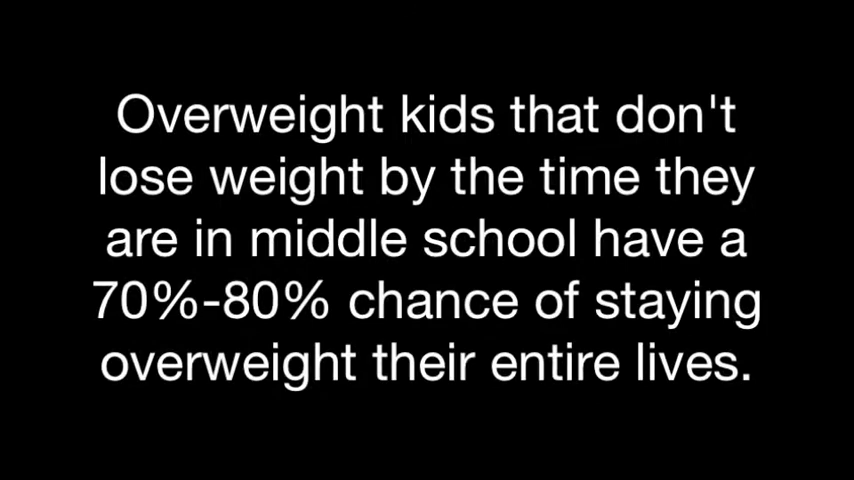 Overweight kids that don't
lose weight by the time they
are in middle school have a
70%-80% chance of staying
overweight their entire lives.